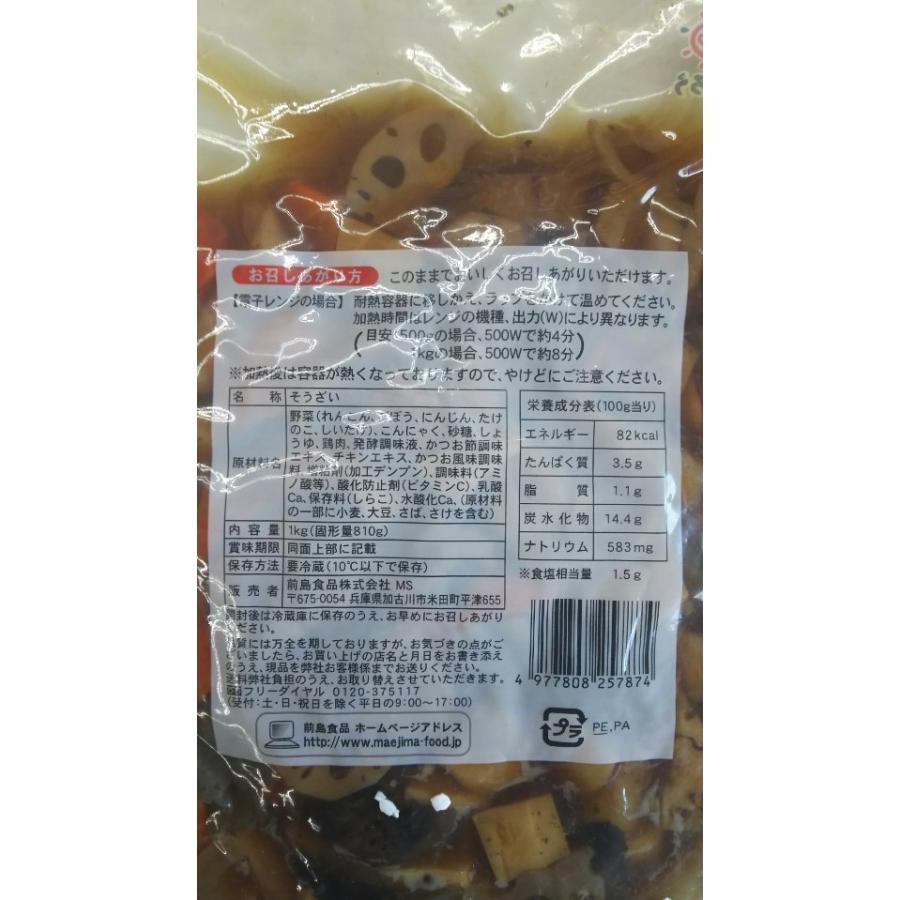 お召しあがり方 このままでおいしくお召しあがりいただけます。
【電子レンジの場合】 耐熱容器に移しかえ、ラップをかけて温めてください。
加熱時間はレンジの機種、出力(W)により異なります。
(目安 500gの場合、500Wで約4分
1kgの場合、500Wで約8分)
※加熱後は容器が熱くなっておりますので、やけどにご注意ください。
名称 そうざい
原材料名 野菜(れんこん、ごぼう、にんじん、たけ
のこ、しいたけ)、こんにゃく、砂糖、しょ
うゆ、鶏肉、発酵調味液、かつお節調味
エキス、チキンエキス、かつお風味調味
料、増粘剤(加工デンプン)、調味料(アミ
ノ酸等)、酸化防止剤(ビタミンC)、乳酸
Ca、保存料(しらこ)、水酸化Ca、(原材料
の一部に小麦、大豆、さば、さけを含む)
内容量 1kg(固形量810g)
賞味期限 同面上部に記載
保存方法 要冷蔵(10℃以下で保存)
販売者 前島食品株式会社 MS
〒675-0054 兵庫県加古川市米田町平津655
開封後は冷蔵庫に保存のうえ、お早めにお召しあがり
ください。
品質には万全を期しておりますが、お気づきの点がご
ざいましたら、お買い上げの店名と月日をお書き添え
のうえ、現品を弊社お客様係までお送りください。
送料弊社負担のうえ、お取り替えさせていただきます。
フリーダイヤル 0120-375117
(受付:土・日・祝日を除く平日の9:00～17:00)
前島食品 ホームページアドレス
http://www.maejima-food.jp
栄養成分表(100g当り)
エネルギー 82kcal
たんぱく質 3.5g
脂質 1.1g
炭水化物 14.4g
ナトリウム 583mg
※食塩相当量 1.5g
4 977808 257874
プラ PE,PA